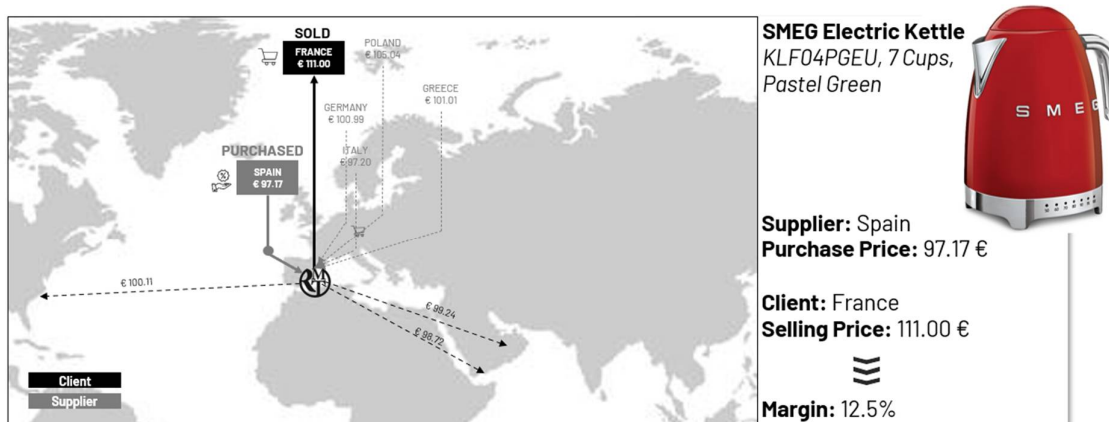 SOLD
FRANCE
€ 111.00
POLAND
€ 105.04
GREECE
€ 101.01
GERMANY
€ 100.99
ITALY
€ 97.20
PURCHASED
SPAIN
€ 97.17
€ 100.11
€ 99.24
€ 98.72
Client
Supplier
SMEG Electric Kettle
KLF04PGEU, 7 Cups,
Pastel Green
SMEG
Supplier: Spain
Purchase Price: 97.17 €
Client: France
Selling Price: 111.00 €
Margin: 12.5%